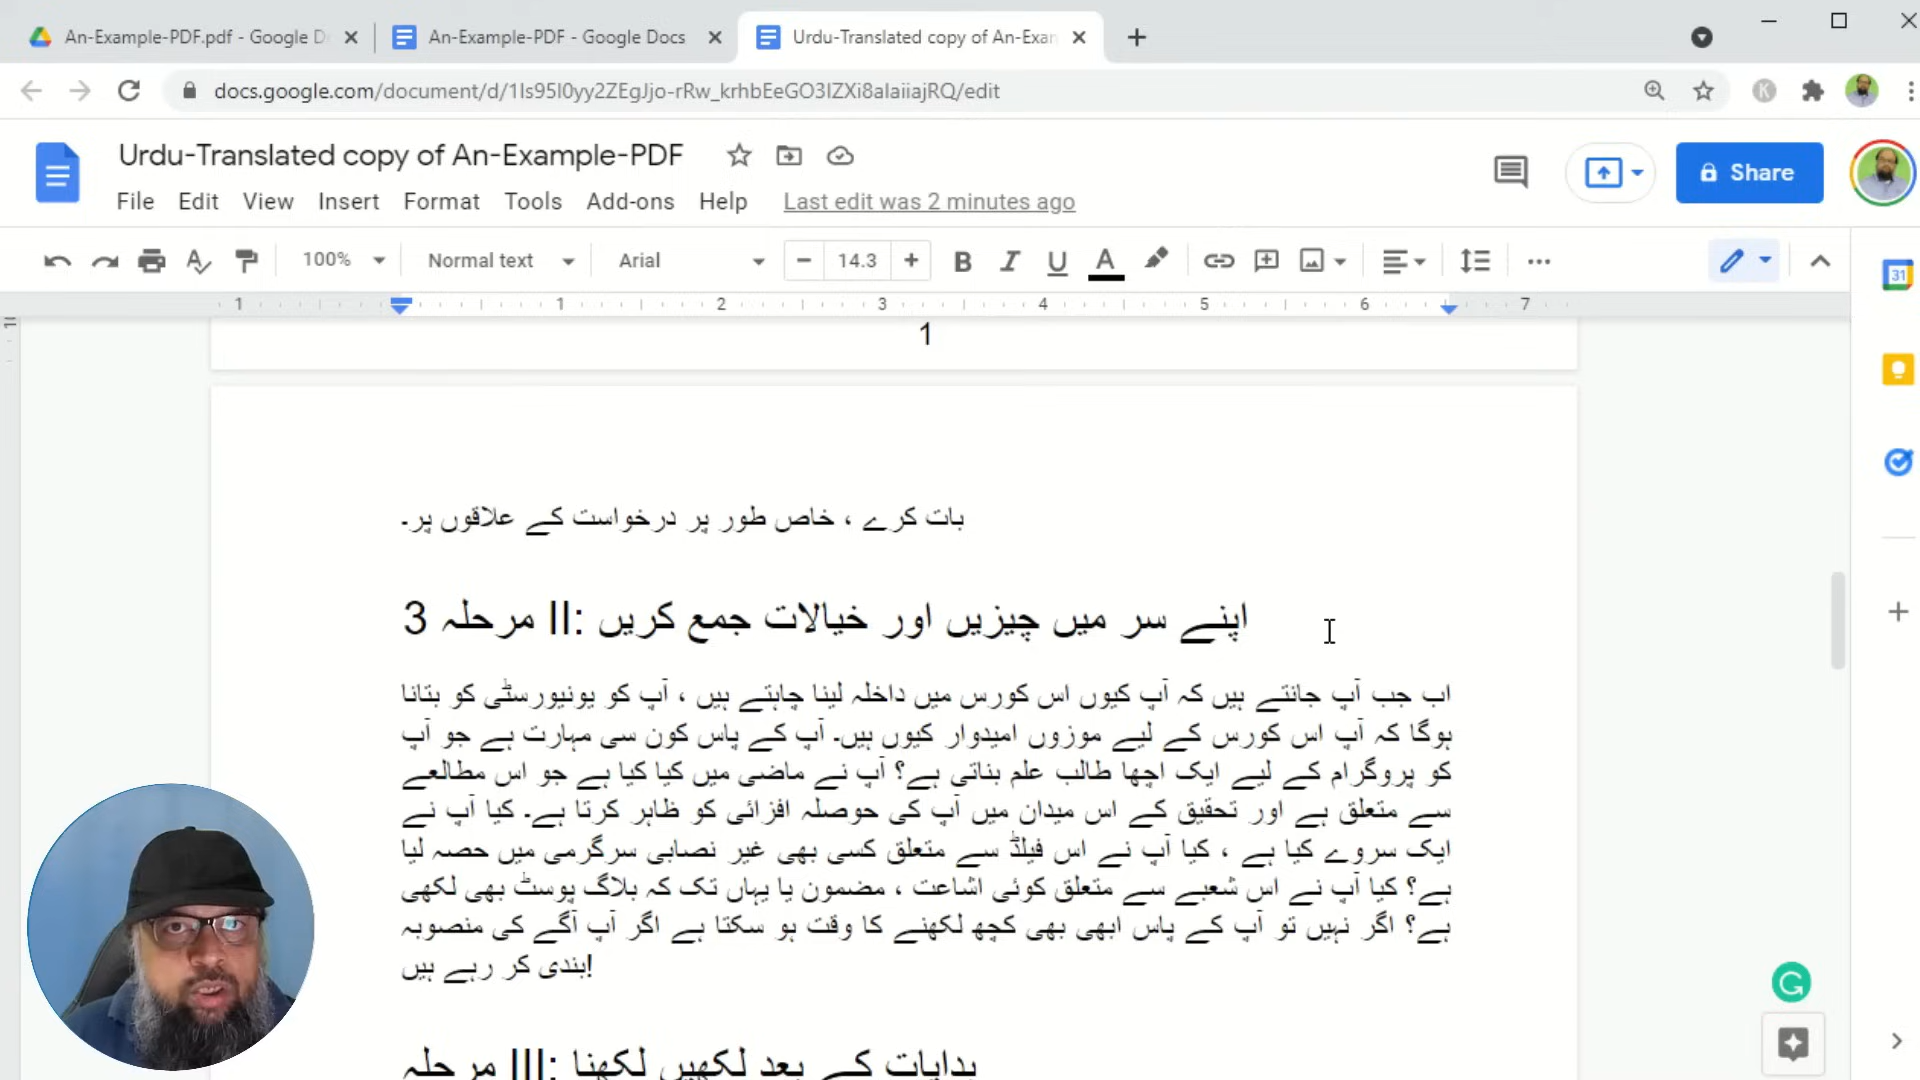 An-Example-PDF.pdf - Google D
An-Example-PDF - Google Docs
Urdu-Translated copy of An-Exar
docs.google.com/document/d/1Is95I0yy2ZEgJjo-rRw_krhbEeGO3IZXi8aIaiiajRQ/edit
K
Urdu-Translated copy of An-Example-PDF
Share
File Edit View Insert Format Tools Add-ons Help Last edit was 2 minutes ago
100% Normal text Arial 14.3 B I U A
31
1 1 2 3 4 5 6 7
1
بات کرے ، خاص طور پر درخواست کے علاقوں پر۔
3 مرحلہ II: اپنے سر میں چیزیں اور خیالات جمع کریں
اب جب آپ جانتے ہیں کہ آپ کیوں اس کورس میں داخلہ لینا چاہتے ہیں ، آپ کو یونیورسٹی کو بتانا
ہوگا کہ آپ اس کورس کے لیے موزوں امیدوار کیوں ہیں۔ آپ کے پاس کون سی مہارت ہے جو آپ
کو پروگرام کے لیے ایک اچھا طالب علم بناتی ہے؟ آپ نے ماضی میں کیا کیا ہے جو اس مطالعے
سے متعلق ہے اور تحقیق کے اس میدان میں آپ کی حوصلہ افزائی کو ظاہر کرتا ہے۔ کیا آپ نے
ایک سروے کیا ہے ، کیا آپ نے اس فیلڈ سے متعلق کسی بھی غیر نصابی سرگرمی میں حصہ لیا
ہے؟ کیا آپ نے اس شعبے سے متعلق کوئی اشاعت ، مضمون یا یہاں تک کہ بلاگ پوسٹ بھی لکھی
ہے؟ اگر نہیں تو آپ کے پاس ابھی بھی کچھ لکھنے کا وقت ہو سکتا ہے اگر آپ آگے کی منصوبہ
بندی کر رہے ہیں!
مرحلہ III: ہدایات کے بعد لکھیں لکھنا